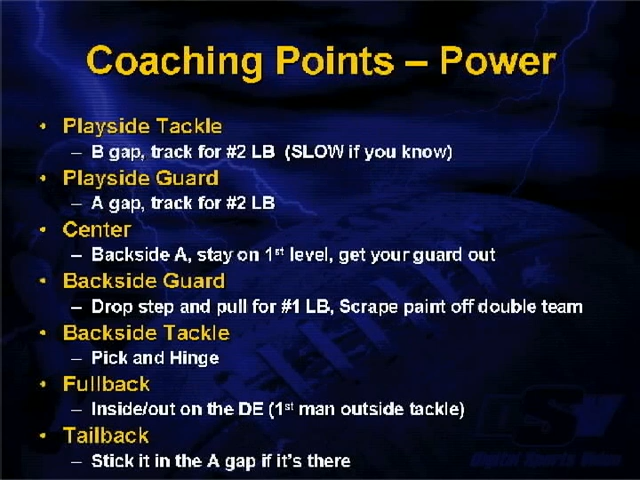 Coaching Points – Power
• Playside Tackle
– B gap, track for #2 LB (SLOW if you know)
• Playside Guard
– A gap, track for #2 LB
• Center
– Backside A, stay on 1st level, get your guard out
• Backside Guard
– Drop step and pull for #1 LB, Scrape paint off double team
• Backside Tackle
– Pick and Hinge
• Fullback
– Inside/out on the DE (1st man outside tackle)
• Tailback
– Stick it in the A gap if it's there
DSV
Digital Sports Video